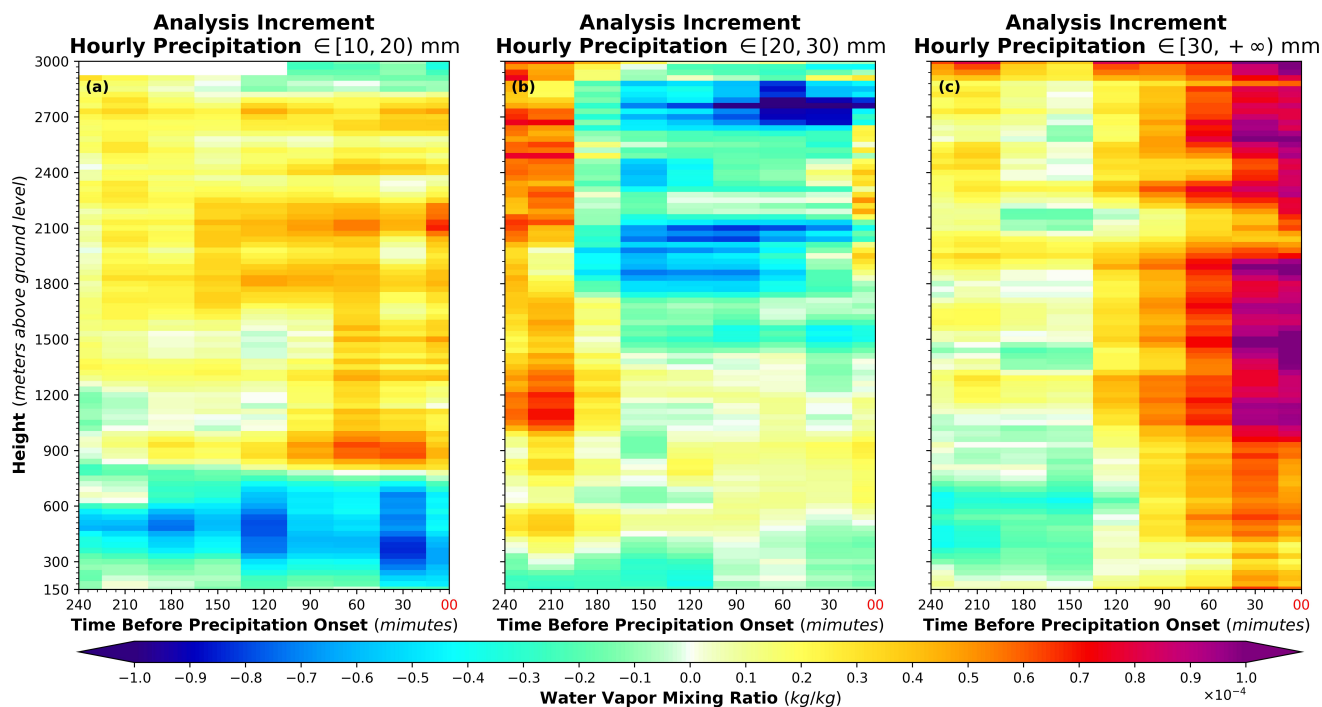 Analysis Increment
Hourly Precipitation ∈ [10, 20) mm
Analysis Increment
Hourly Precipitation ∈ [20, 30) mm
Analysis Increment
Hourly Precipitation ∈ [30, + ∞) mm
Height (meters above ground level)
3000
2700
2400
2100
1800
1500
1200
900
600
300
150
(a)
(b)
(c)
240 210 180 150 120 90 60 30 00
240 210 180 150 120 90 60 30 00
240 210 180 150 120 90 60 30 00
Time Before Precipitation Onset (mimutes)
Time Before Precipitation Onset (mimutes)
Time Before Precipitation Onset (mimutes)
−1.0 −0.9 −0.8 −0.7 −0.6 −0.5 −0.4 −0.3 −0.2 −0.1 0.0 0.1 0.2 0.3 0.4 0.5 0.6 0.7 0.8 0.9 1.0
×10⁻⁴
Water Vapor Mixing Ratio (kg/kg)